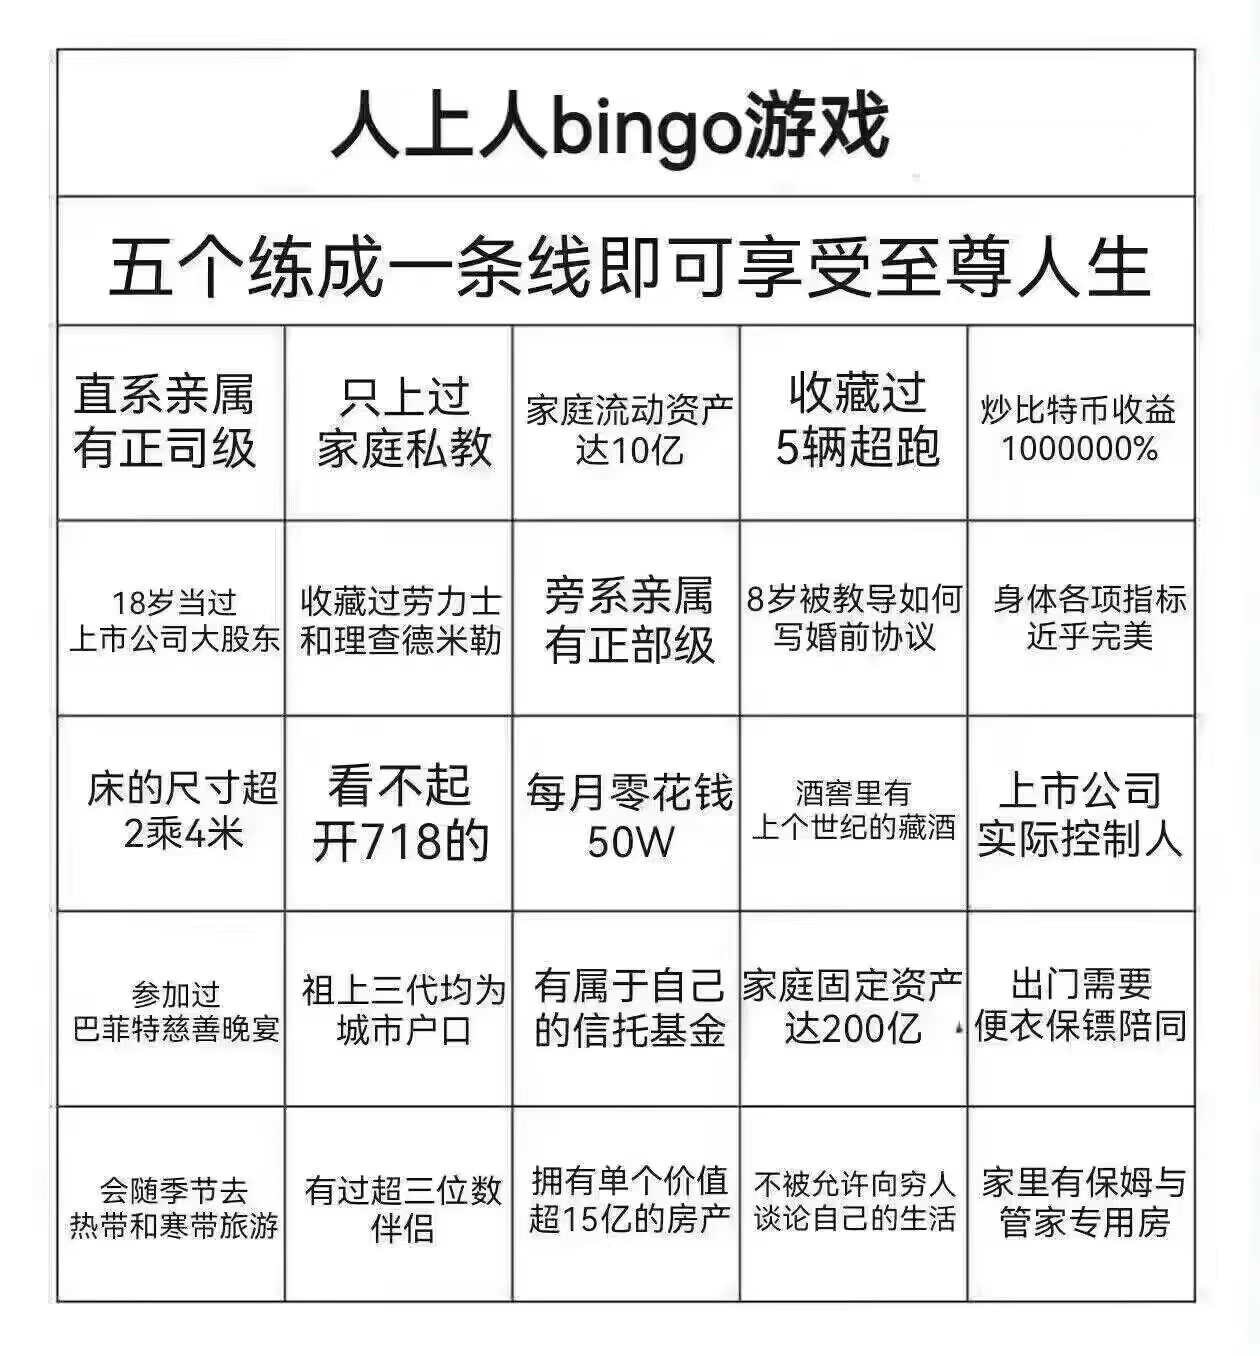 人上人bingo游戏
五个练成一条线即可享受至尊人生
直系亲属
有正司级
只上过
家庭私教
家庭流动资产
达10亿
收藏过
5辆超跑
炒比特币收益
1000000%
18岁当过
上市公司大股东
收藏过劳力士
和理查德米勒
旁系亲属
有正部级
8岁被教导如何
写婚前协议
身体各项指标
近乎完美
床的尺寸超
2乘4米
看不起
开718的
每月零花钱
50W
酒窖里有
上个世纪的藏酒
上市公司
实际控制人
参加过
巴菲特慈善晚宴
祖上三代均为
城市户口
有属于自己
的信托基金
家庭固定资产
达200亿
出门需要
便衣保镖陪同
会随季节去
热带和寒带旅游
有过超三位数
伴侣
拥有单个价值
超15亿的房产
不被允许向穷人
谈论自己的生活
家里有保姆与
管家专用房